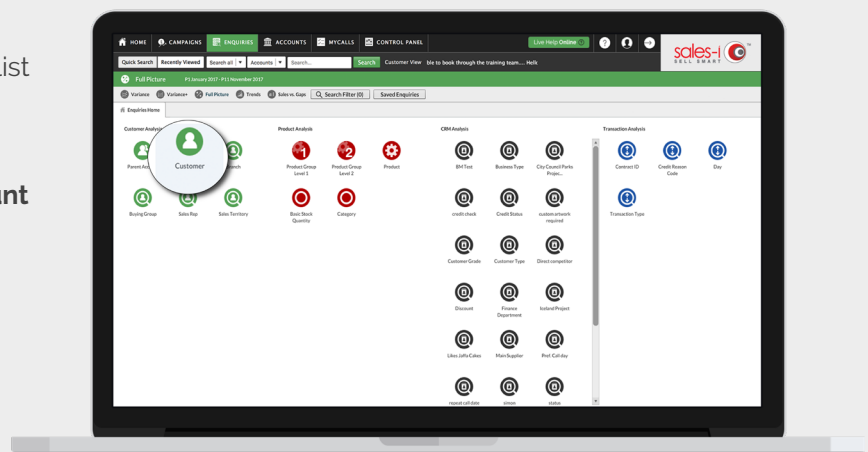 list
unt
HOME CAMPAIGNS ENQUIRIES ACCOUNTS MYCALLS CONTROL PANEL Live Help Online ?
sales-i
SELL SMART
Quick Search Recently Viewed Search all Accounts Search... Search Customer View ble to book through the training team.... Hello
Full Picture P1 January 2017 - P11 November 2017
Variance Variance+ Full Picture Trends Sales vs. Gaps Search Filter (0) Saved Enquiries
Enquiries Home
Customer Analysis Product Analysis CRM Analysis Transaction Analysis
Parent Acc Customer nch Product Group Level 1 Product Group Level 2 Product BM Test Business Type City Council Parks Projec... Contract ID Credit Reason Code Day
Buying Group Sales Rep Sales Territory Basic Stock Quantity Category credit check Credit Status custom artwork required Transaction Type
Customer Grade Customer Type Direct competitor
Discount Finance Department Iceland Project
Likes Jaffa Cakes Main Supplier Pref. Call day
repeat call date simon status